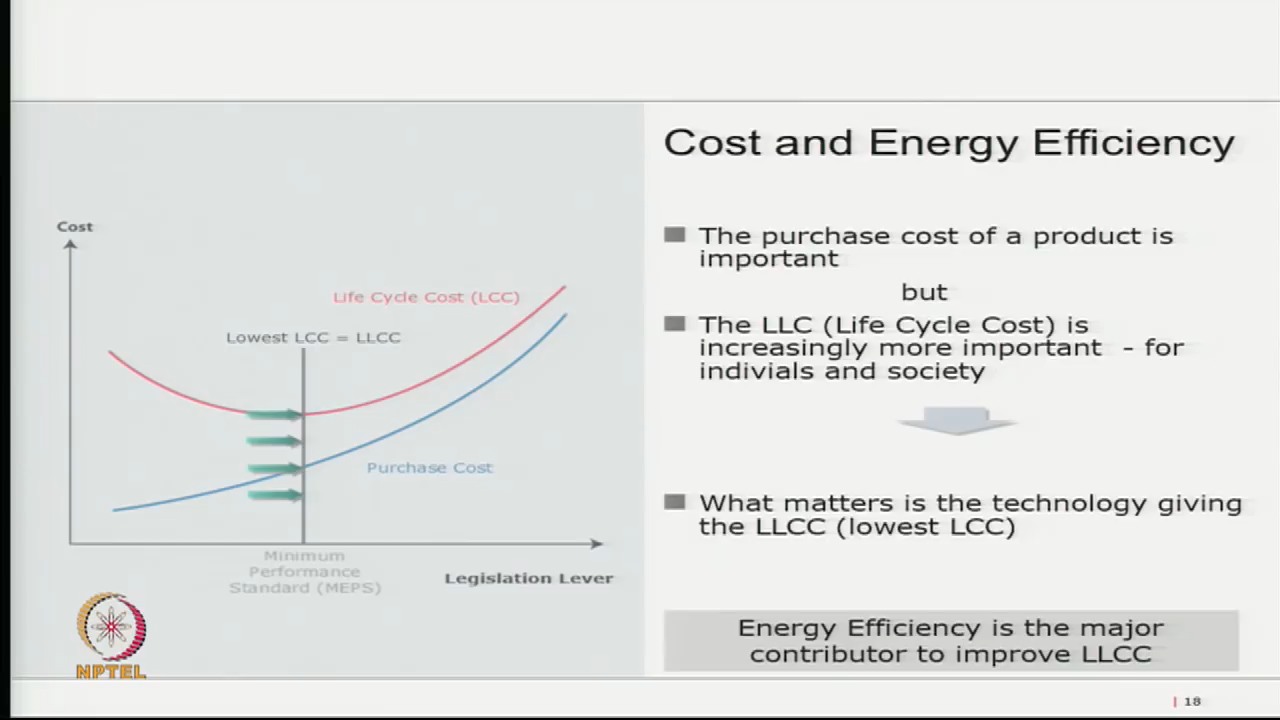 Cost and Energy Efficiency
The purchase cost of a product is
important
but
The LLC (Life Cycle Cost) is
increasingly more important - for
indivials and society
What matters is the technology giving
the LLCC (lowest LCC)
Energy Efficiency is the major
contributor to improve LLCC
Cost
Life Cycle Cost (LCC)
Lowest LCC = LLCC
Purchase Cost
Minimum
Performance
Standard (MEPS)
Legislation Lever
NPTEL
18